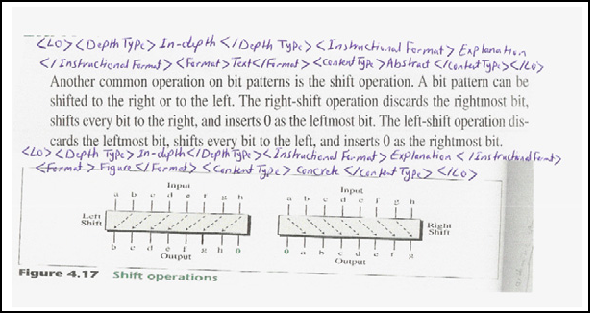 <LO><Depth Type> In-depth </Depth Type> <Instructional Format> Explanation
</Instructional Format> <Format> Text </Format> <Content Type> Abstract </Content Type></LO>
Another common operation on bit patterns is the shift operation. A bit pattern can be
shifted to the right or to the left. The right-shift operation discards the rightmost bit,
shifts every bit to the right, and inserts 0 as the leftmost bit. The left-shift operation dis-
cards the leftmost bit, shifts every bit to the left, and inserts 0 as the rightmost bit.
<LO> <Depth Type> In-depth </Depth Type> <Instructional Format> Explanation </Instructional Format>
<Format> Figure </Format> <Content Type> Concrete </Content Type> </LO>
Input Input
a b c d e f g h a b c d e f g h
Left Right
Shift Shift
b c d e f g h 0 0 a b c d e f g
Output Output
Figure 4.17 Shift operations